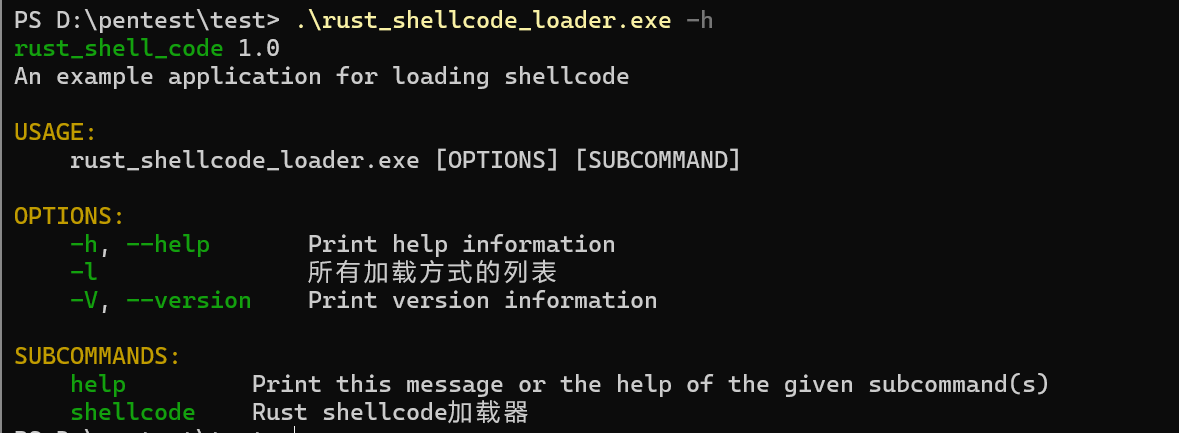 PS D:\pentest\test> .\rust_shellcode_loader.exe -h
rust_shell_code 1.0
An example application for loading shellcode
USAGE:
rust_shellcode_loader.exe [OPTIONS] [SUBCOMMAND]
OPTIONS:
-h, --help Print help information
-l 所有加载方式的列表
-V, --version Print version information
SUBCOMMANDS:
help Print this message or the help of the given subcommand(s)
shellcode Rust shellcode加载器